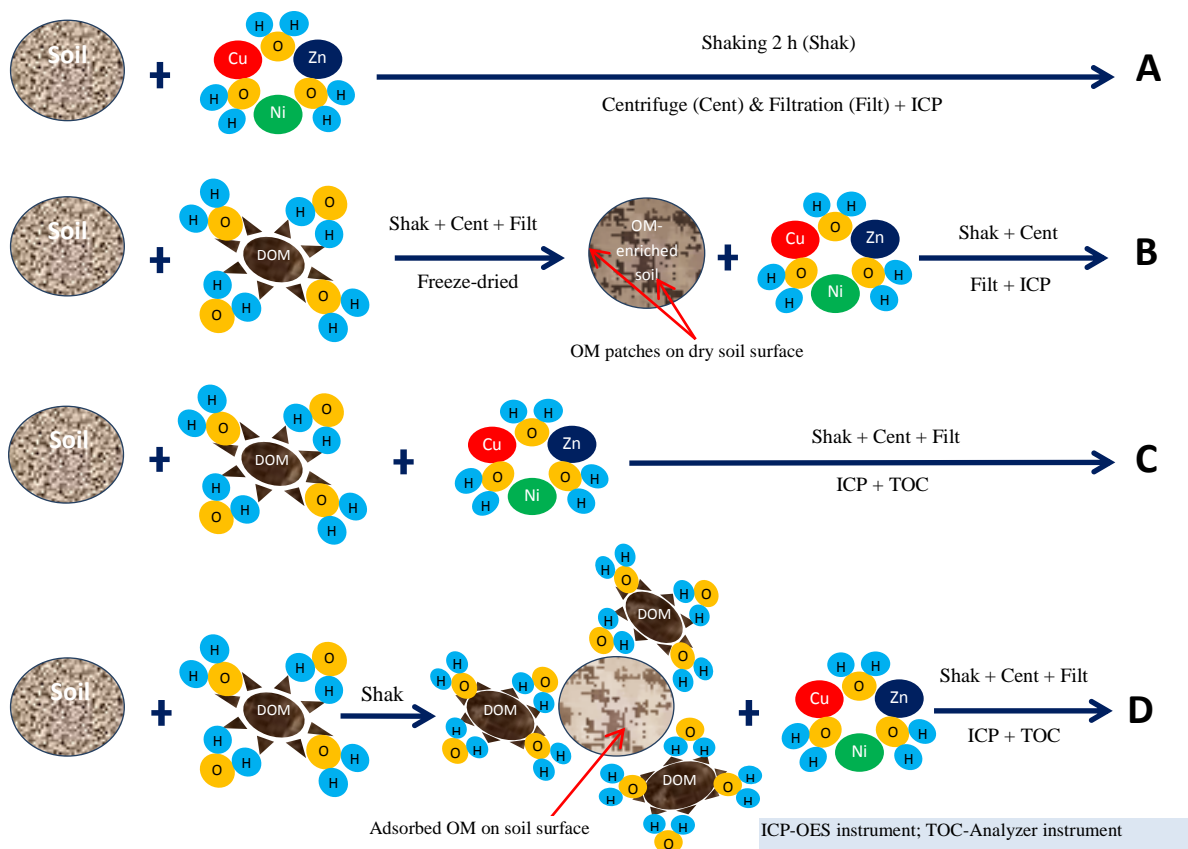 Soil
+
H H
O
Cu Zn
H O O H
H Ni H
Shaking 2 h (Shak)
Centrifuge (Cent) & Filtration (Filt) + ICP
A
Soil
+
H O
H O H H
DOM
H H O H
O H
Shak + Cent + Filt
Freeze-dried
OM-
enriched
soil
OM patches on dry soil surface
+
H H
O
Cu Zn
H O O H
H Ni H
Shak + Cent
Filt + ICP
B
Soil
+
H O
H O H H
DOM
H H O H
O H
+
H H
O
Cu Zn
H O O H
H Ni H
Shak + Cent + Filt
ICP + TOC
C
Soil
+
H O
H O H H
DOM
H H O H
O H
Shak
H H
O H O
DOM H
H O H
O H
H H O
O H
DOM
H O H
O H
O
H H
H O H
DOM
H O O H
H H
O
Adsorbed OM on soil surface
+
H H
O
Cu Zn
H O O H
H Ni H
Shak + Cent + Filt
ICP + TOC
D
ICP-OES instrument; TOC-Analyzer instrument